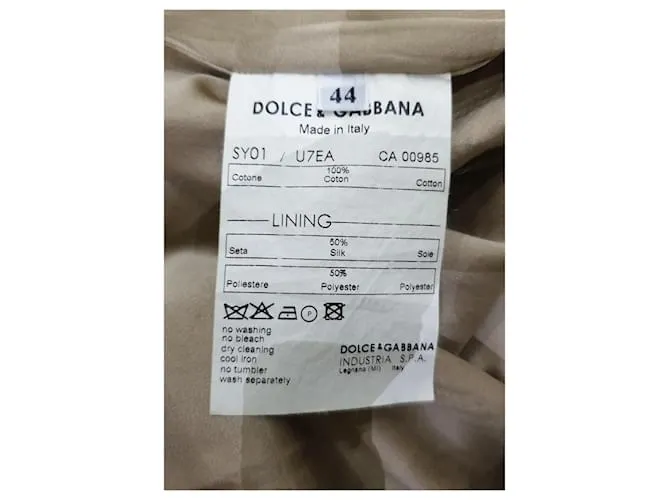 44
DOLCE & GABBANA
Made in Italy
SY01 / U7EA CA 00985
100%
Cotone Coton Cotton
LINING
50%
Seta Silk Soie
50%
Poliestere Polyester Polyester
P
no washing
no bleach
dry cleaning
cool iron
no tumbler
wash separately
DOLCE & GABBANA
INDUSTRIA S.P.A.
Legnano (MI) Italy